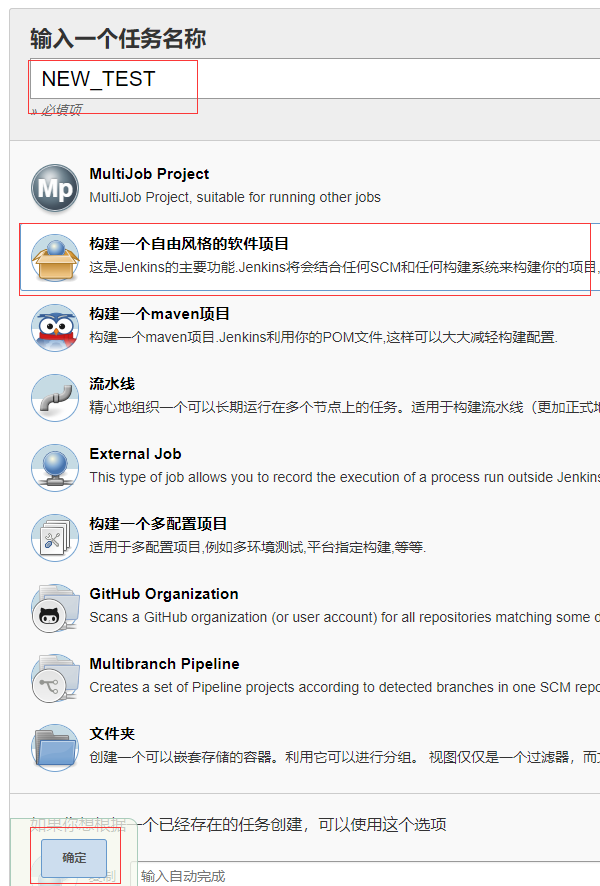 输入一个任务名称
NEW_TEST
» 必填项
MultiJob Project
MultiJob Project, suitable for running other jobs
构建一个自由风格的软件项目
这是Jenkins的主要功能.Jenkins将会结合任何SCM和任何构建系统来构建你的项目,
构建一个maven项目
构建一个maven项目.Jenkins利用你的POM文件,这样可以大大减轻构建配置.
流水线
精心地组织一个可以长期运行在多个节点上的任务。适用于构建流水线（更加正式地
External Job
This type of job allows you to record the execution of a process run outside Jenkins
构建一个多配置项目
适用于多配置项目,例如多环境测试,平台指定构建,等等.
GitHub Organization
Scans a GitHub organization (or user account) for all repositories matching some d
Multibranch Pipeline
Creates a set of Pipeline projects according to detected branches in one SCM repo
文件夹
创建一个可以嵌套存储的容器。利用它可以进行分组。 视图仅仅是一个过滤器，而文
如果你想根据一个已经存在的任务创建，可以使用这个选项
确定
复制
输入自动完成